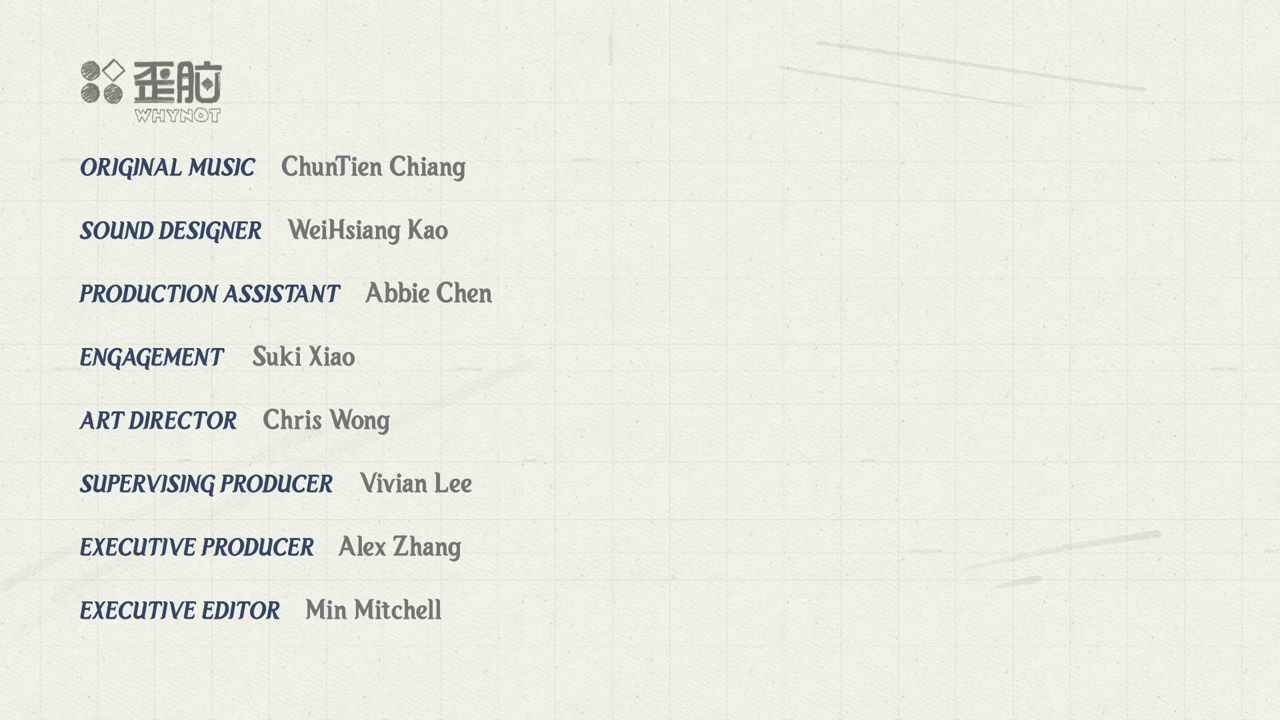 歪脑
WHYNOT
ORIGINAL MUSIC ChunTien Chiang
SOUND DESIGNER WeiHsiang Kao
PRODUCTION ASSISTANT Abbie Chen
ENGAGEMENT Suki Xiao
ART DIRECTOR Chris Wong
SUPERVISING PRODUCER Vivian Lee
EXECUTIVE PRODUCER Alex Zhang
EXECUTIVE EDITOR Min Mitchell